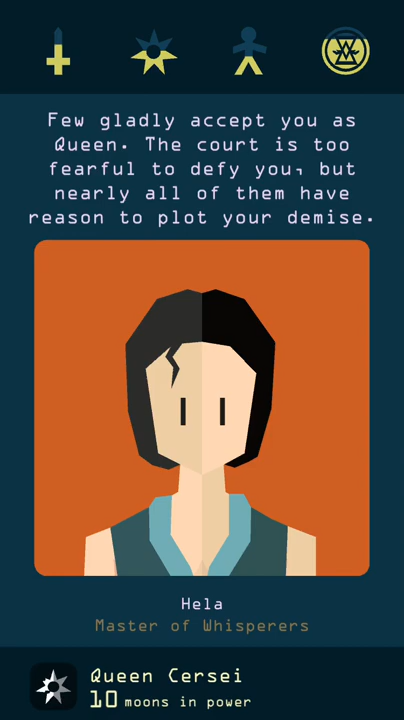 Few gladly accept you as
Queen. The court is too
fearful to defy you, but
nearly all of them have
reason to plot your demise.
Hela
Master of Whisperers
Queen Cersei
10 moons in power